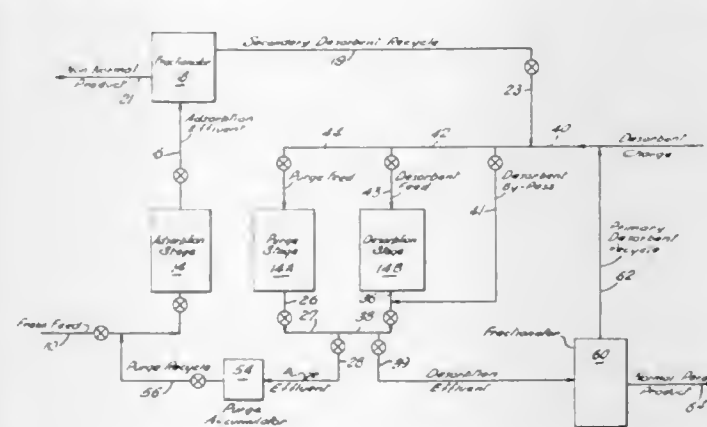 Secondary Desorbent Recycle
19
Fractionator
8
Non Normal
Product
21
Adsorption
Effluent
6
23
44
42
40
Desorbent
Charge
Purge Feed
43
Desorbent
Feed
Desorbent
By-Pass
41
Adsorption
Stage
14
Purge
Stage
14A
Desorption
Stage
14B
Primary
Desorbent
Recycle
62
26
36
27
38
Fresh Feed
10
Fractionator
60
28
39
54
Purge
Effluent
Desorption
Effluent
Purge Recycle
56
Purge
Accumulator
Normal
Product
64